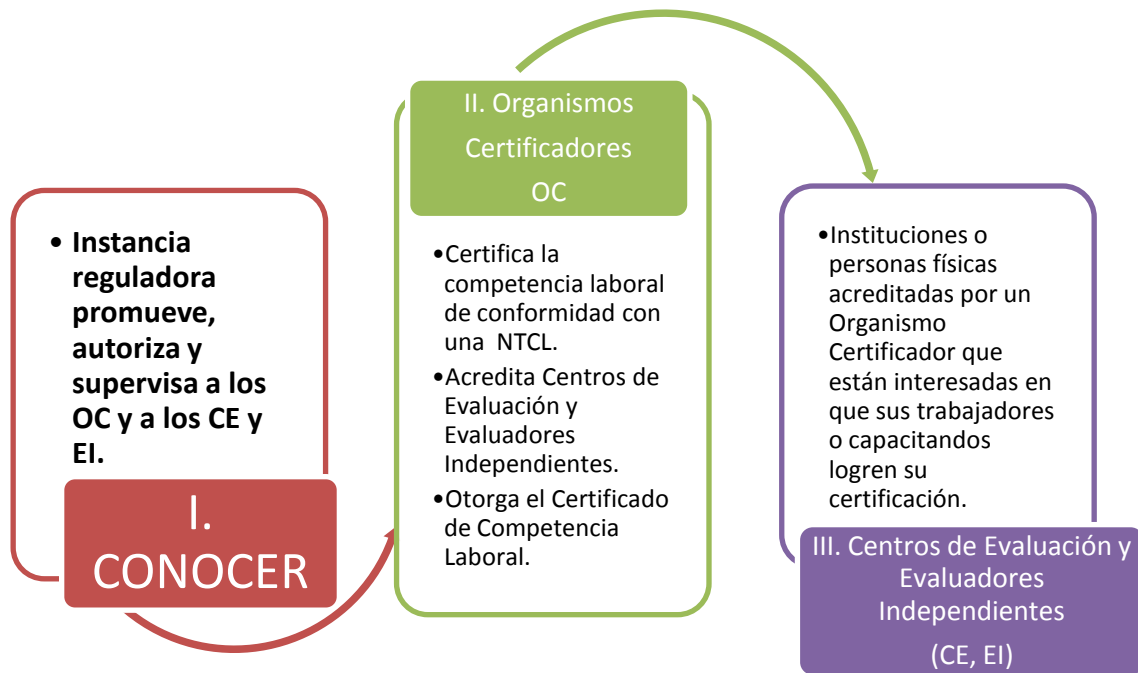 • Instancia
reguladora
promueve,
autoriza y
supervisa a los
OC y a los CE y
EI.
I.
CONOCER
II. Organismos
Certificadores
OC
•Certifica la
competencia laboral
de conformidad con
una NTCL.
•Acredita Centros de
Evaluación y
Evaluadores
Independientes.
•Otorga el Certificado
de Competencia
Laboral.
•Instituciones o
personas físicas
acreditadas por un
Organismo
Certificador que
están interesadas en
que sus trabajadores
o capacitandos
logren su
certificación.
III. Centros de Evaluación y
Evaluadores
Independientes
(CE, EI)